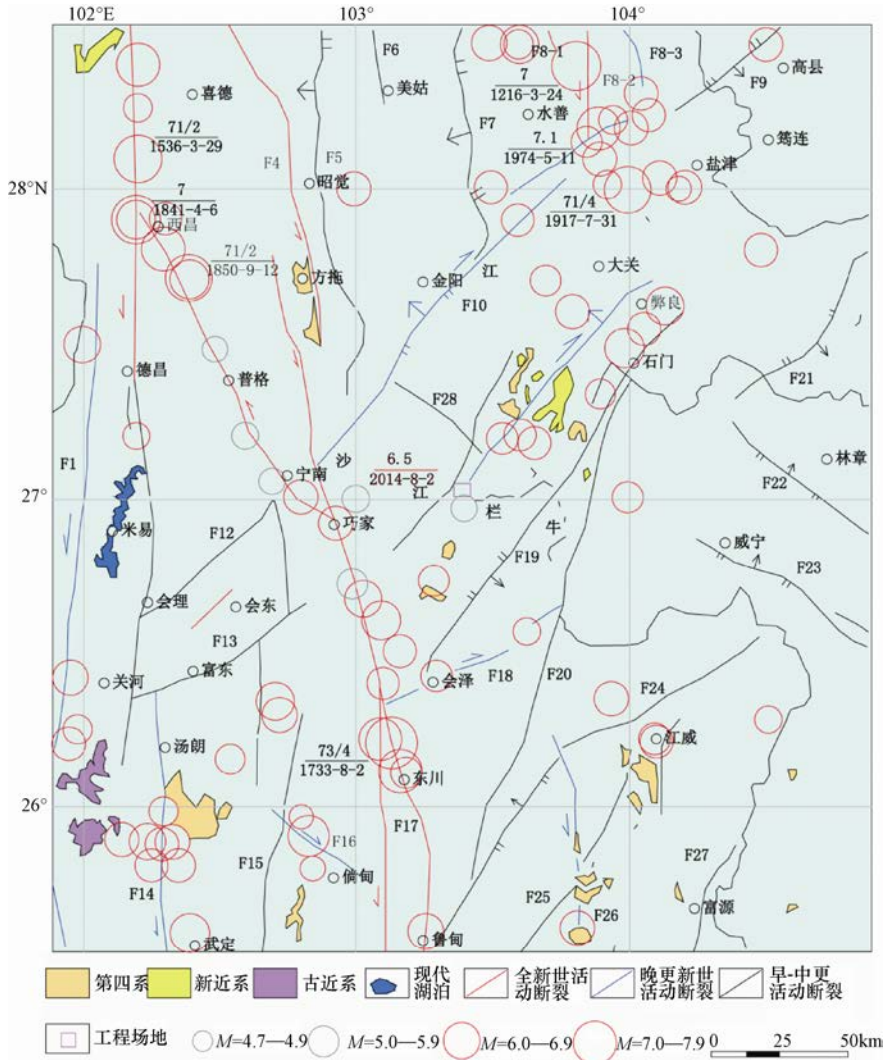 102°E 103° 104°
F6 F8-1 F8-3
7
1216-3-24 F8-2 F9 高县
喜德 美姑 水善
71/2
1536-3-29 F4 F5 F7 7.1
1974-5-11 筠连
盐津
28°N 昭觉
7
1841-4-6
西昌 71/4
1917-7-31
71/2
1850-9-12 方拖 金阳 江 大关
F10 弊良
德昌 普格 石门
F28 F21
F1 宁南 沙 6.5
2014-8-2 林章
27° 江 栏 F22
米易 巧家 牛
F12 F19 威宁
F23
会理 会东
F13
关河 富东 会泽 F18 F20 F24
汤朗 73/4
1733-8-2 江威
东川
26°
F17
F14 F15 F16 倘甸 F25 F26 F27
富源
武定 鲁甸
第四系 新近系 古近系 现代
湖泊 全新世活
动断裂 晚更新世
活动断裂 早-中更
活动断裂
工程场地 M=4.7—4.9 M=5.0—5.9 M=6.0—6.9 M=7.0—7.9 0 25 50km